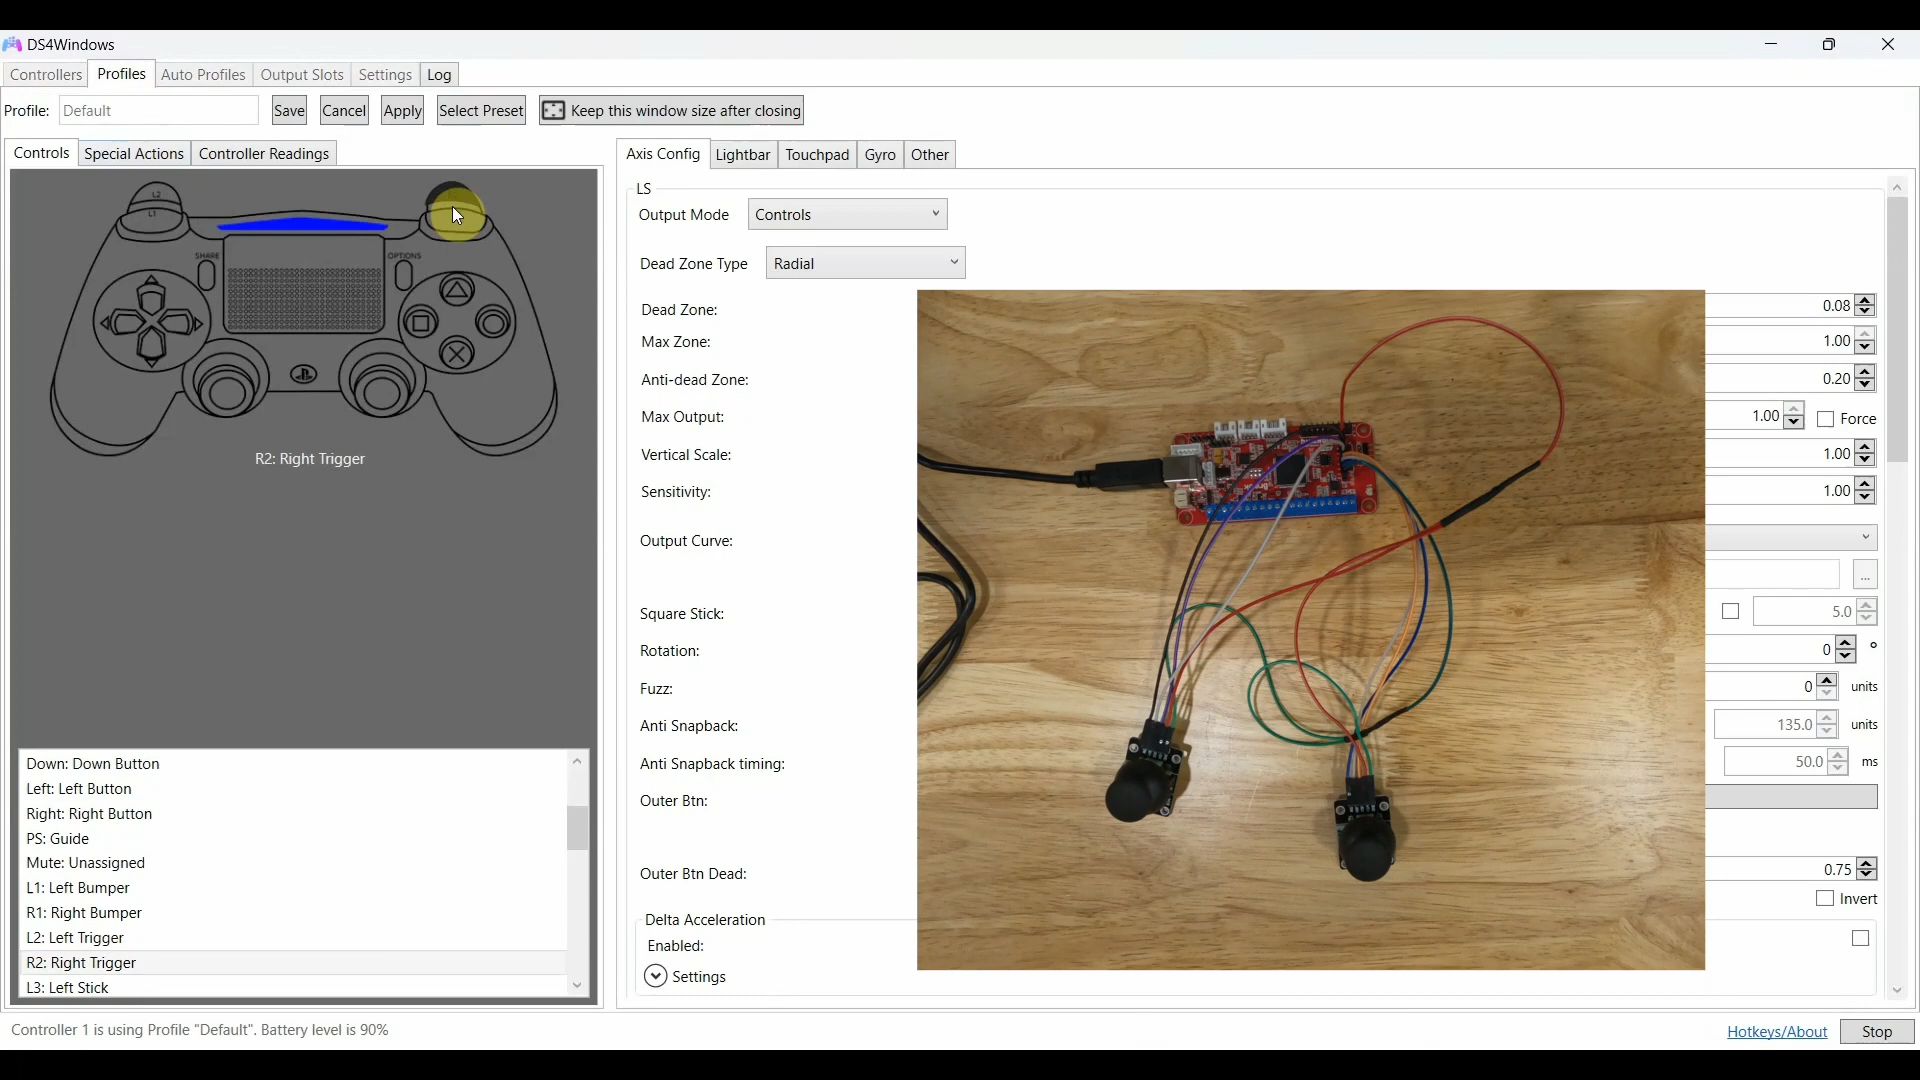 DS4Windows
Controllers Profiles Auto Profiles Output Slots Settings Log
Profile: Default Save Cancel Apply Select Preset Keep this window size after closing
Controls Special Actions Controller Readings
Axis Config Lightbar Touchpad Gyro Other
L2
L1
SHARE
OPTIONS
R2: Right Trigger
Down: Down Button
Left: Left Button
Right: Right Button
PS: Guide
Mute: Unassigned
L1: Left Bumper
R1: Right Bumper
L2: Left Trigger
R2: Right Trigger
L3: Left Stick
LS
Output Mode Controls
Dead Zone Type Radial
Dead Zone: 0.08
Max Zone: 1.00
Anti-dead Zone: 0.20
Max Output: 1.00 Force
Vertical Scale: 1.00
Sensitivity: 1.00
Output Curve:
...
Square Stick: 5.0
Rotation: 0 °
Fuzz: 0 units
Anti Snapback: 135.0 units
Anti Snapback timing: 50.0 ms
Outer Btn:
Outer Btn Dead: 0.75
Invert
Delta Acceleration
Enabled:
Settings
Controller 1 is using Profile "Default". Battery level is 90%
Hotkeys/About Stop